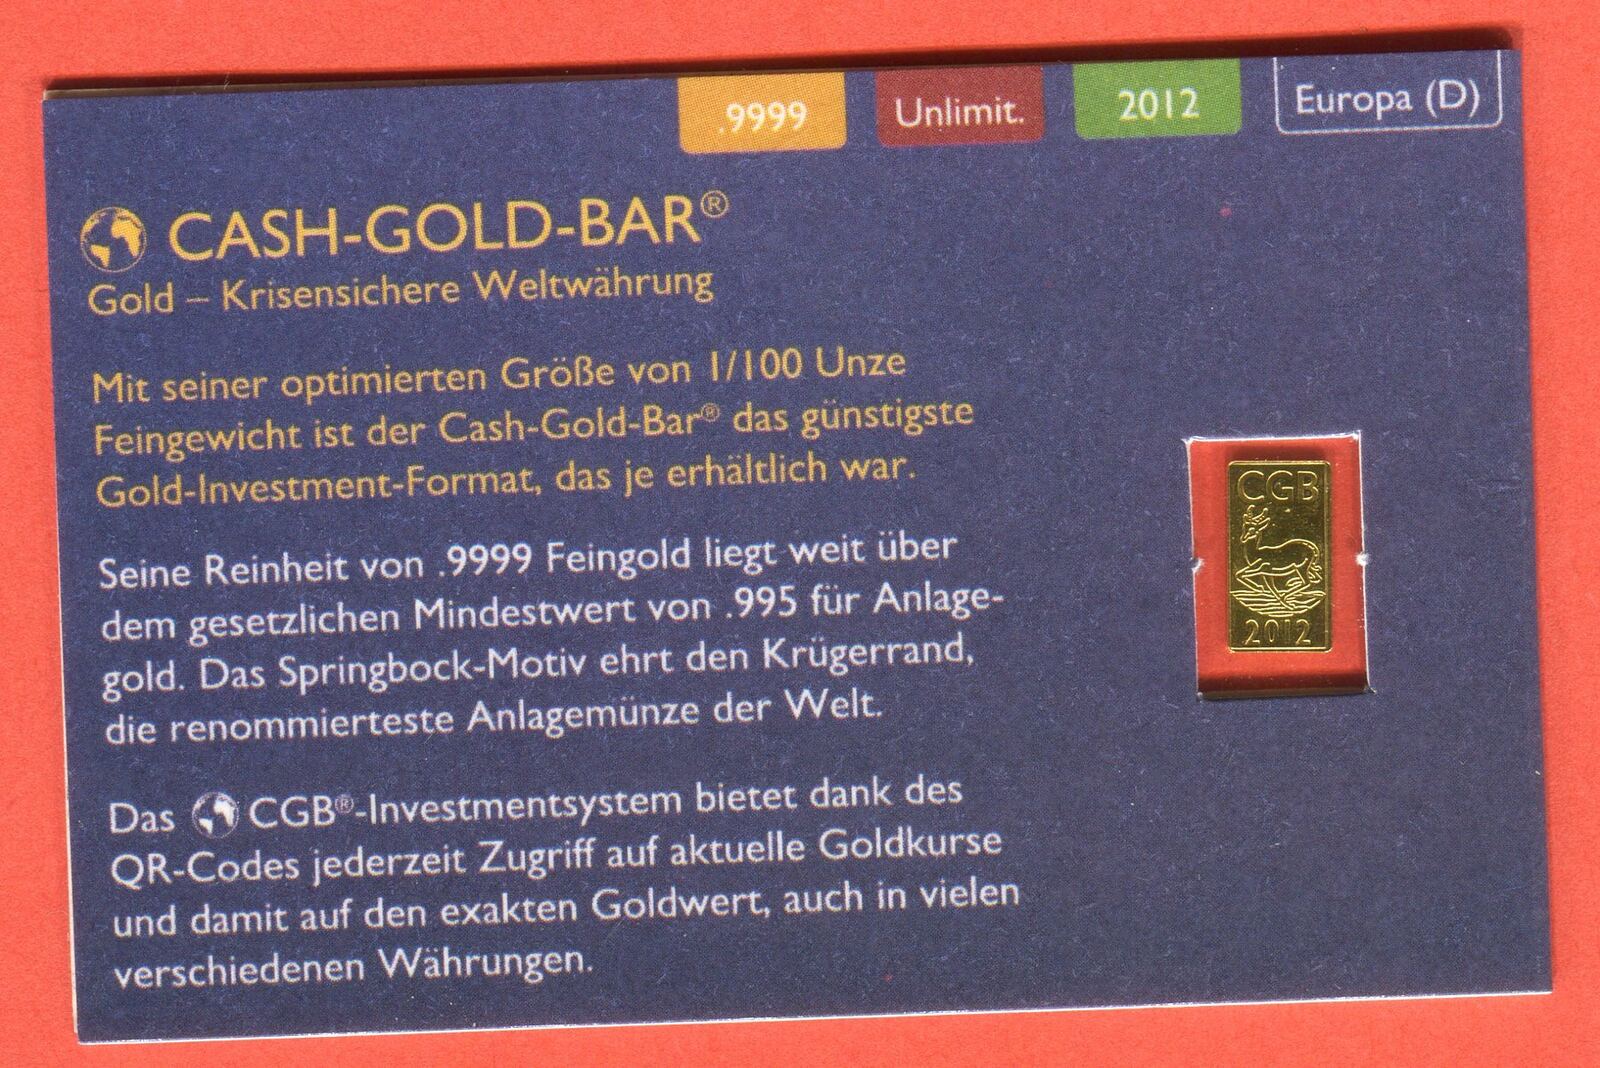 .9999 Unlimit. 2012 Europa (D)
CASH-GOLD-BAR®
Gold – Krisensichere Weltwährung
Mit seiner optimierten Größe von 1/100 Unze
Feingewicht ist der Cash-Gold-Bar® das günstigste
Gold-Investment-Format, das je erhältlich war.
Seine Reinheit von .9999 Feingold liegt weit über
dem gesetzlichen Mindestwert von .995 für Anlage-
gold. Das Springbock-Motiv ehrt den Krügerrand,
die renommierteste Anlagemünze der Welt.
Das CGB®-Investmentsystem bietet dank des
QR-Codes jederzeit Zugriff auf aktuelle Goldkurse
und damit auf den exakten Goldwert, auch in vielen
verschiedenen Währungen.
CGB
2012